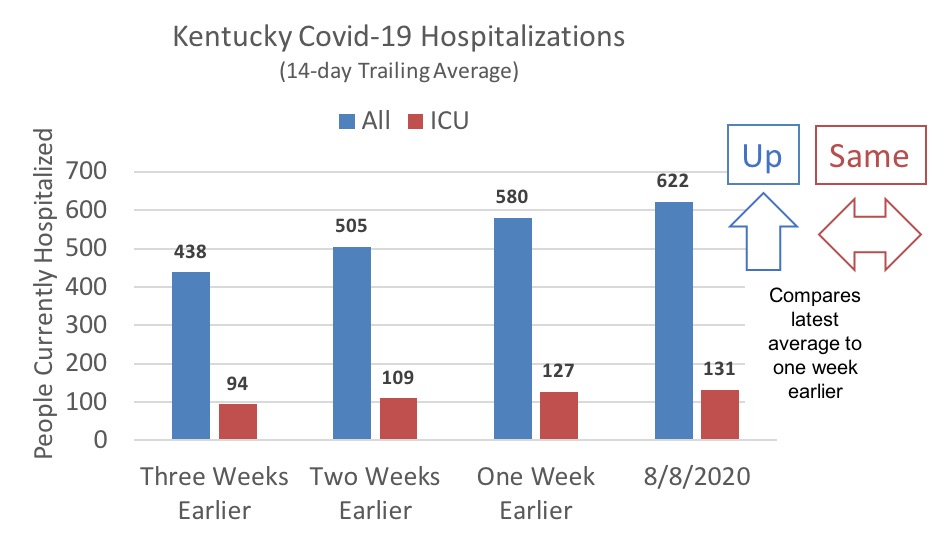 Kentucky Covid-19 Hospitalizations
(14-day Trailing Average)
All ICU
People Currently Hospitalized
700
600
500
400
300
200
100
0
438
94
505
109
580
127
622
131
Three Weeks
Earlier
Two Weeks
Earlier
One Week
Earlier
8/8/2020
Up
Same
Compares
latest
average to
one week
earlier